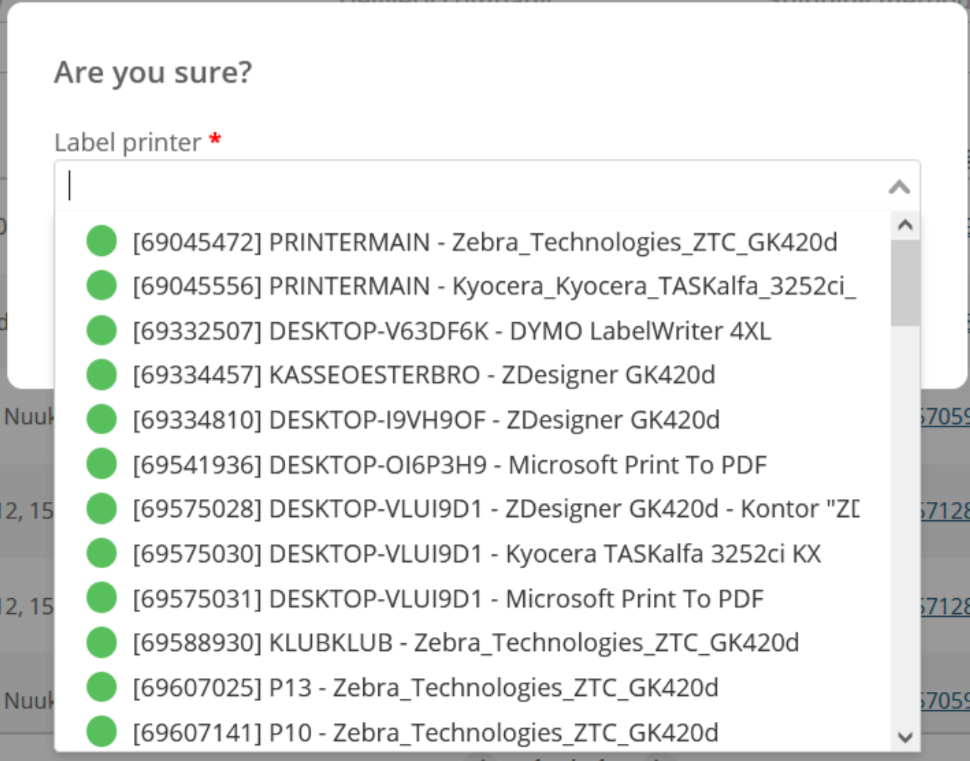 Are you sure?
Label printer *
[69045472] PRINTERMAIN - Zebra_Technologies_ZTC_GK420d
[69045556] PRINTERMAIN - Kyocera_Kyocera_TASKalfa_3252ci_
[69332507] DESKTOP-V63DF6K - DYMO LabelWriter 4XL
[69334457] KASSEOESTERBRO - ZDesigner GK420d
[69334810] DESKTOP-I9VH9OF - ZDesigner GK420d
Nuuk
57059
[69541936] DESKTOP-OI6P3H9 - Microsoft Print To PDF
12, 15
[69575028] DESKTOP-VLUI9D1 - ZDesigner GK420d - Kontor "ZD
57128
[69575030] DESKTOP-VLUI9D1 - Kyocera TASKalfa 3252ci KX
12, 15
[69575031] DESKTOP-VLUI9D1 - Microsoft Print To PDF
57128
[69588930] KLUBKLUB - Zebra_Technologies_ZTC_GK420d
Nuuk
[69607025] P13 - Zebra_Technologies_ZTC_GK420d
57059
[69607141] P10 - Zebra_Technologies_ZTC_GK420d